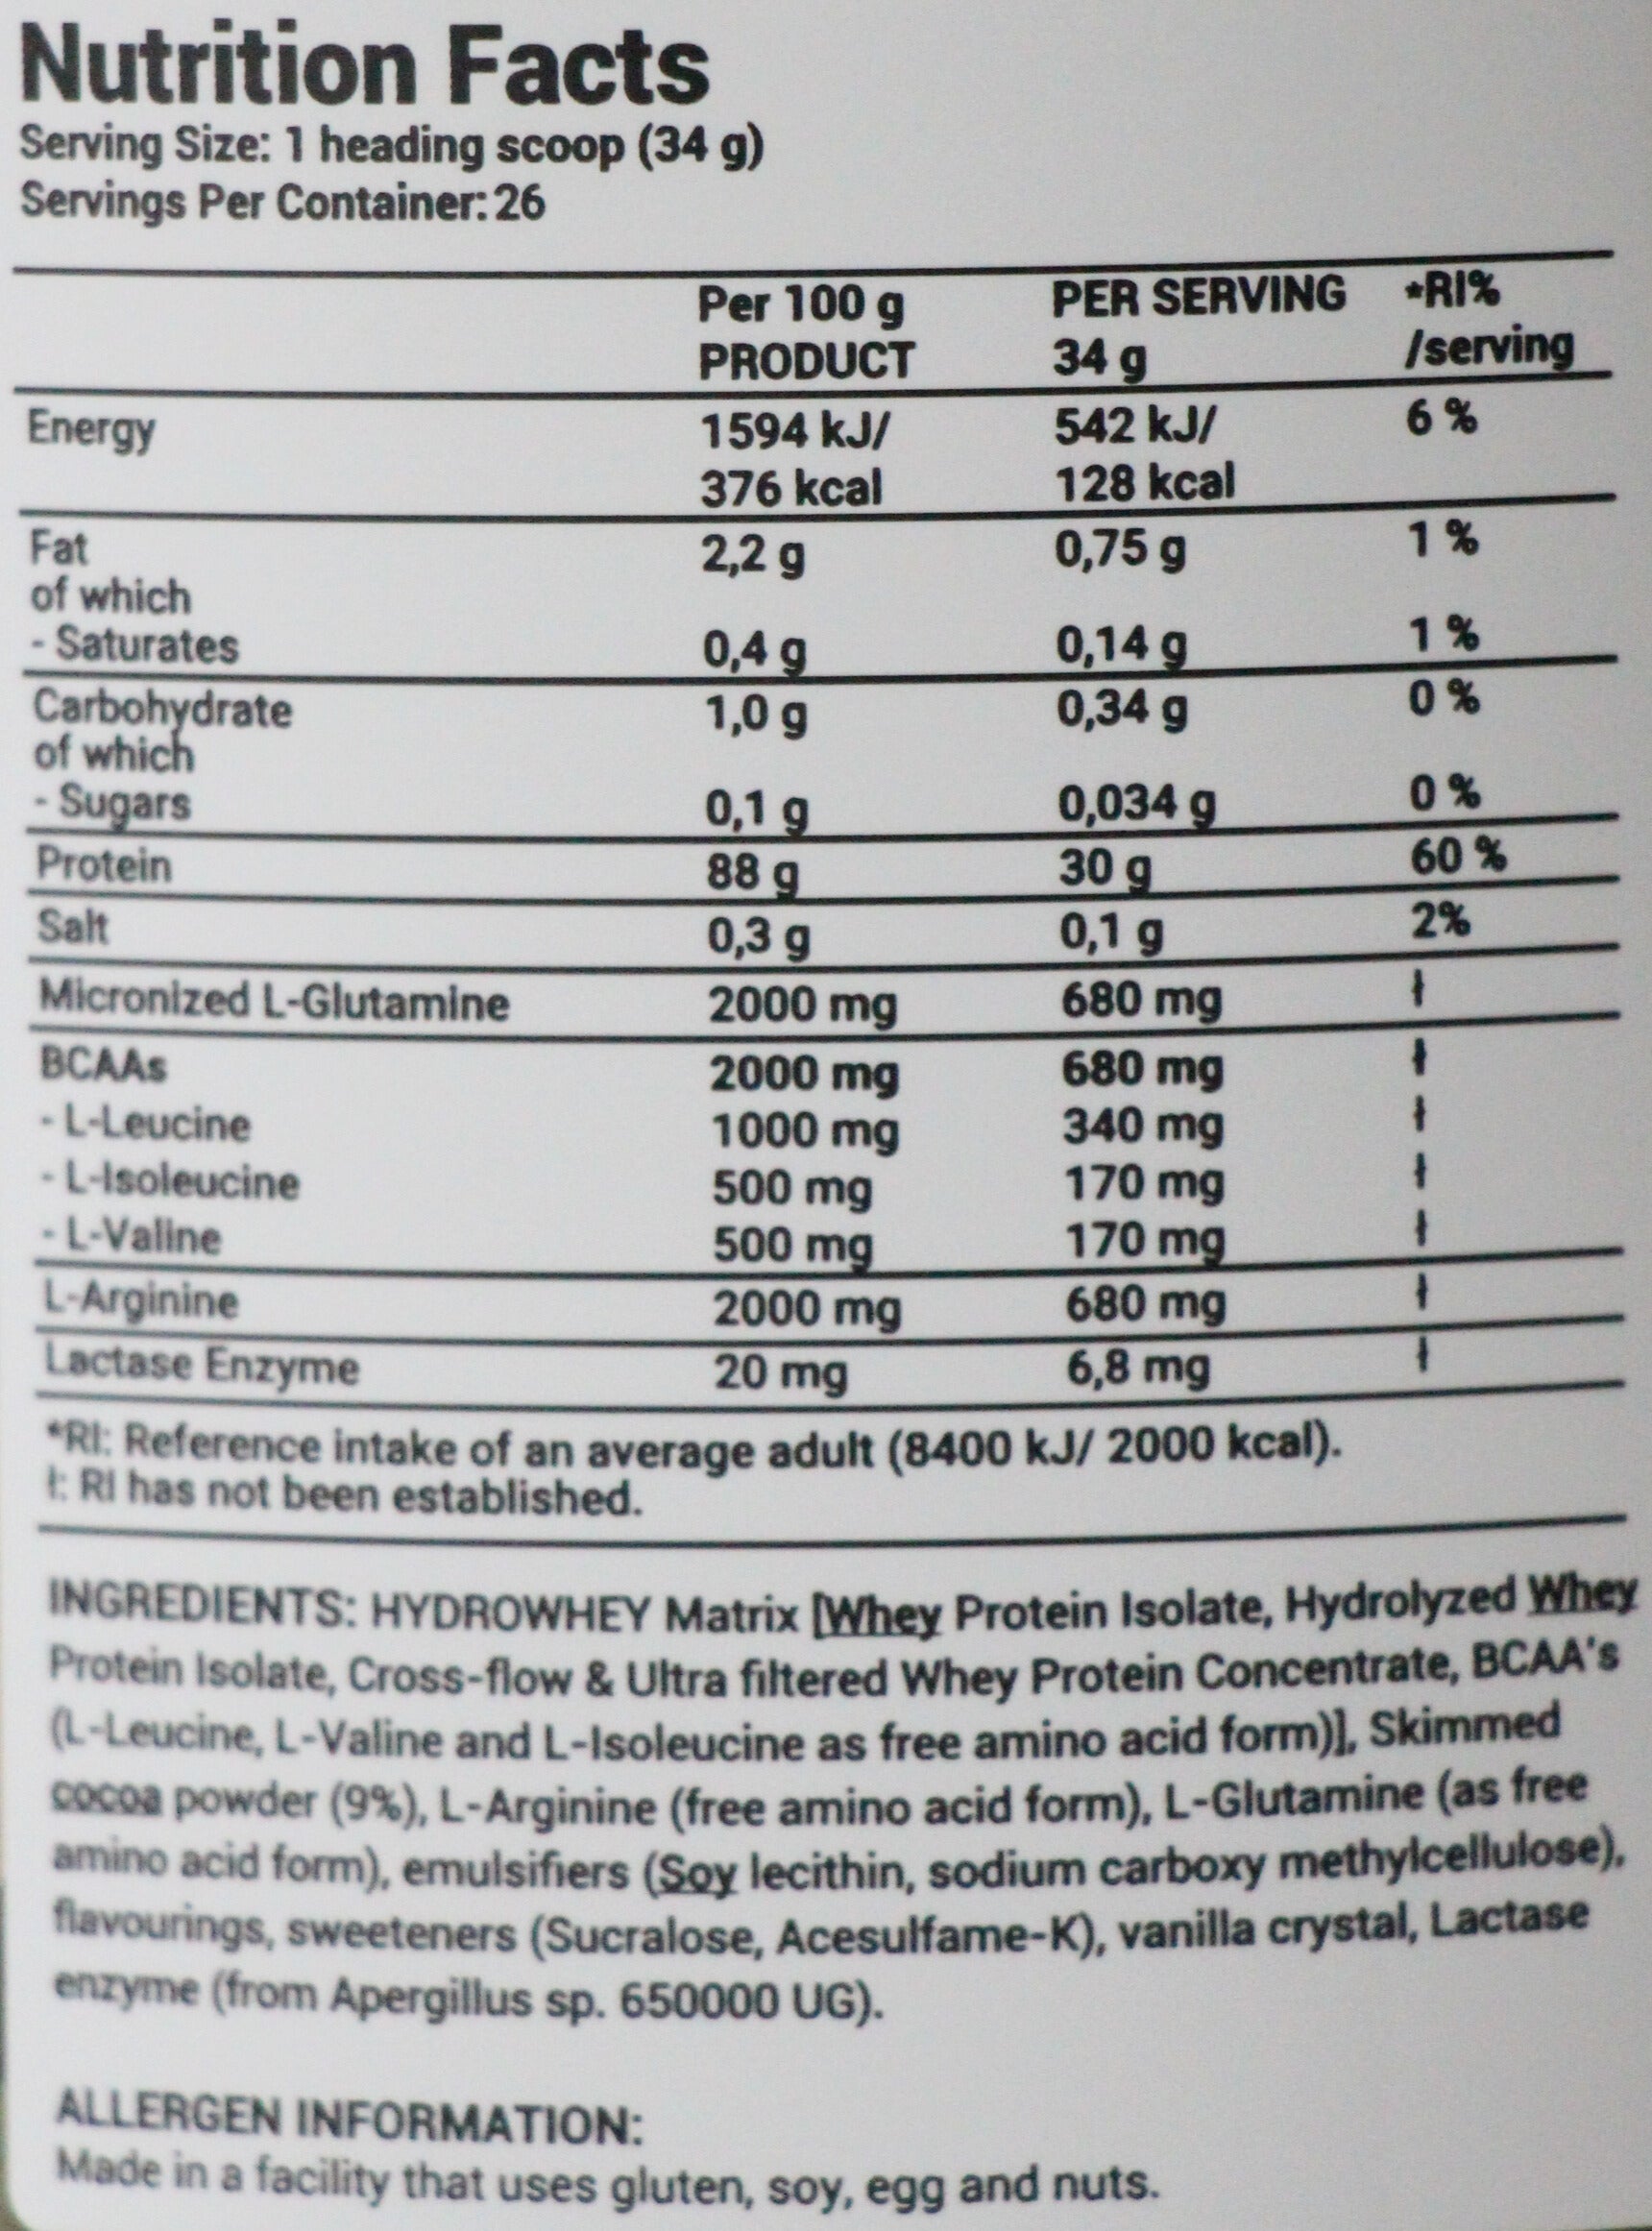 Nutrition Facts
Serving Size: 1 heading scoop (34 g)
Servings Per Container: 26
Per 100 g PER SERVING *RI%
PRODUCT 34 g /serving
Energy 1594 kJ/ 542 kJ/ 6 %
376 kcal 128 kcal
Fat 2,2 g 0,75 g 1 %
of which
- Saturates 0,4 g 0,14 g 1 %
Carbohydrate 1,0 g 0,34 g 0 %
of which
- Sugars 0,1 g 0,034 g 0 %
Protein 88 g 30 g 60 %
Salt 0,3 g 0,1 g 2%
Micronized L-Glutamine 2000 mg 680 mg ƚ
BCAAs 2000 mg 680 mg ƚ
- L-Leucine 1000 mg 340 mg ƚ
- L-Isoleucine 500 mg 170 mg ƚ
- L-Valine 500 mg 170 mg ƚ
L-Arginine 2000 mg 680 mg ƚ
Lactase Enzyme 20 mg 6,8 mg ƚ
*RI: Reference intake of an average adult (8400 kJ/ 2000 kcal).
ƚ: RI has not been established.
INGREDIENTS: HYDROWHEY Matrix [Whey Protein Isolate, Hydrolyzed Whey
Protein Isolate, Cross-flow & Ultra filtered Whey Protein Concentrate, BCAA's
(L-Leucine, L-Valine and L-Isoleucine as free amino acid form)], Skimmed
cocoa powder (9%), L-Arginine (free amino acid form), L-Glutamine (as free
amino acid form), emulsifiers (Soy lecithin, sodium carboxy methylcellulose),
flavourings, sweeteners (Sucralose, Acesulfame-K), vanilla crystal, Lactase
enzyme (from Apergillus sp. 650000 UG).
ALLERGEN INFORMATION:
Made in a facility that uses gluten, soy, egg and nuts.